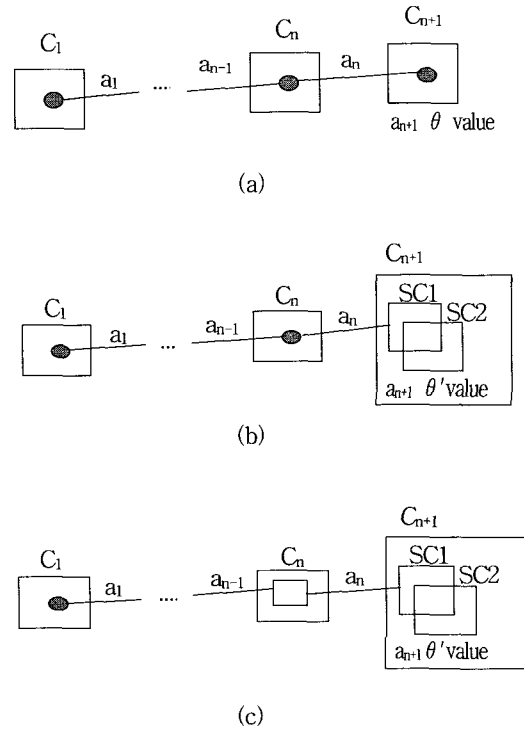 C₁ Cₙ Cₙ₊₁
a₁ .... aₙ₋₁ aₙ
aₙ₊₁ θ value
(a)
Cₙ₊₁
C₁ Cₙ SC1
SC2
a₁ ... aₙ₋₁ aₙ
aₙ₊₁ θ′value
(b)
Cₙ₊₁
C₁ Cₙ SC1
SC2
a₁ .... aₙ₋₁ aₙ
aₙ₊₁ θ′value
(c)